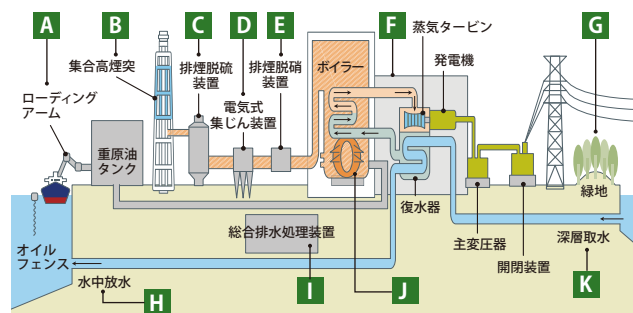 A
B
C
D
E
F
G
ローディング
アーム
集合高煙突
排煙脱硫
装置
電気式
集じん装置
排煙脱硝
装置
ボイラー
蒸気タービン
発電機
重原油
タンク
緑地
復水器
主変圧器
開閉装置
深層取水
総合排水処理装置
オイル
フェンス
水中放水
H
I
J
K